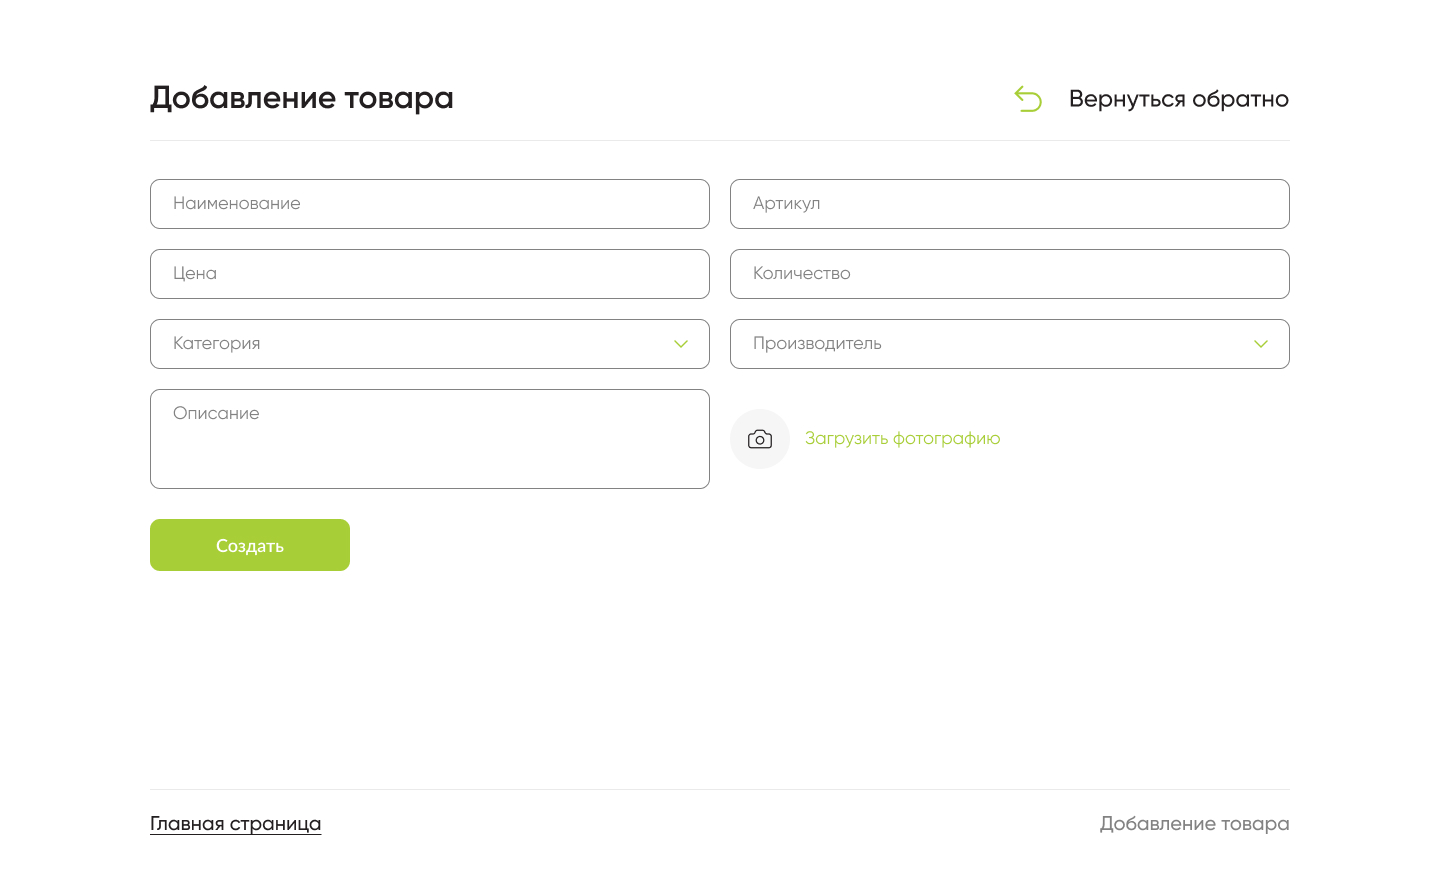 Добавление товара
Вернуться обратно
Наименование
Артикул
Цена
Количество
Категория
Производитель
Описание
Загрузить фотографию
Создать
Главная страница
Добавление товара